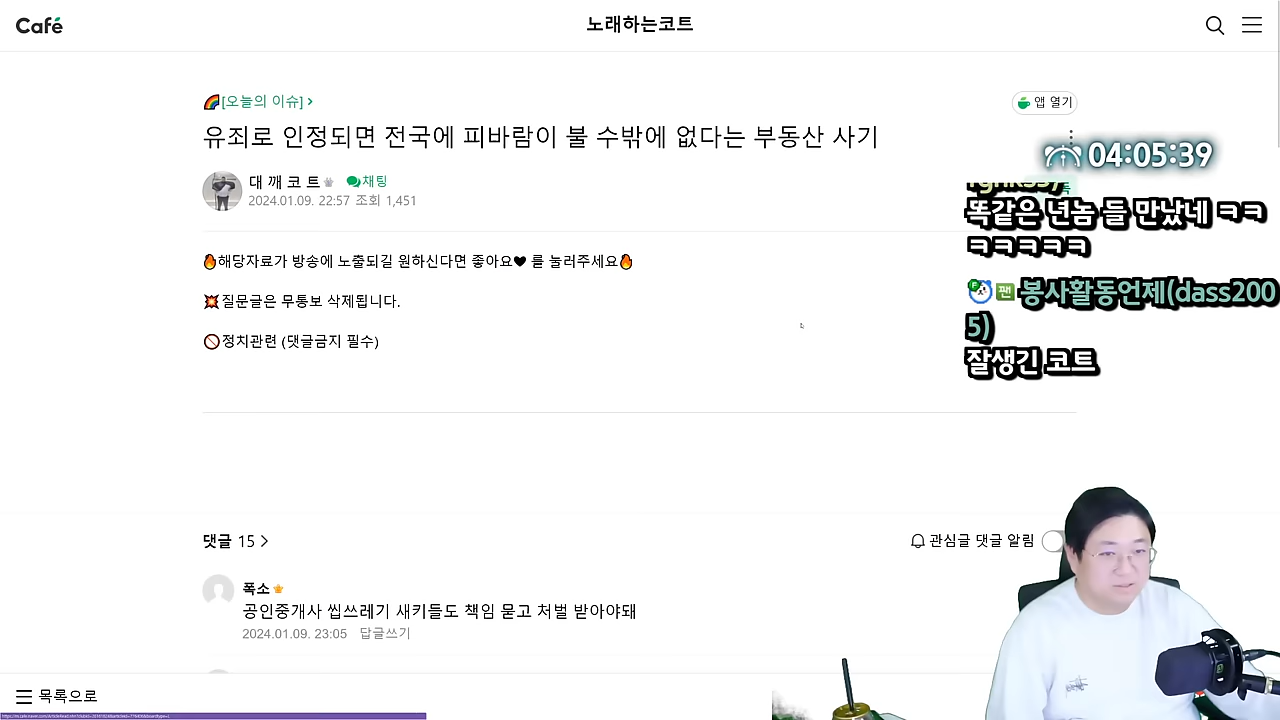 Café
노래하는코트
[오늘의 이슈] >
앱 열기
유죄로 인정되면 전국에 피바람이 불 수밖에 없다는 부동산 사기
04:05:39
대 깨 코 트 채팅
2024.01.09. 22:57 조회 1,451
똑같은 년놈 들 만났네 ㅋㅋ
ㅋㅋㅋㅋㅋ
🔥해당자료가 방송에 노출되길 원하신다면 좋아요♥ 를 눌러주세요🔥
팬 봉사활동언제(dass200
5)
잘생긴 코트
💥질문글은 무통보 삭제됩니다.
🚫정치관련 (댓글금지 필수)
댓글 15 >
관심글 댓글 알림
폭소
공인중개사 씹쓰레기 새키들도 책임 묻고 처벌 받아야돼
2024.01.09. 23:05 답글쓰기
목록으로